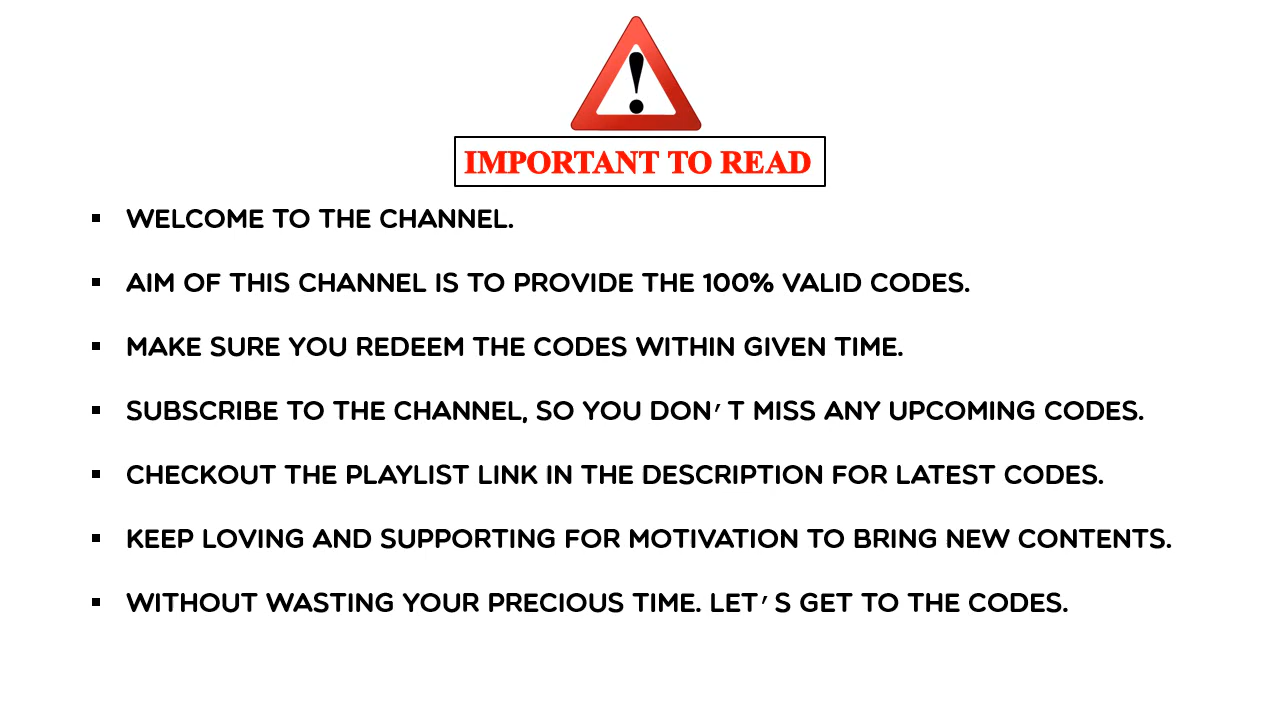 IMPORTANT TO READ
▪ WELCOME TO THE CHANNEL.
▪ AIM OF THIS CHANNEL IS TO PROVIDE THE 100% VALID CODES.
▪ MAKE SURE YOU REDEEM THE CODES WITHIN GIVEN TIME.
▪ SUBSCRIBE TO THE CHANNEL, SO YOU DON’T MISS ANY UPCOMING CODES.
▪ CHECKOUT THE PLAYLIST LINK IN THE DESCRIPTION FOR LATEST CODES.
▪ KEEP LOVING AND SUPPORTING FOR MOTIVATION TO BRING NEW CONTENTS.
▪ WITHOUT WASTING YOUR PRECIOUS TIME. LET’S GET TO THE CODES.